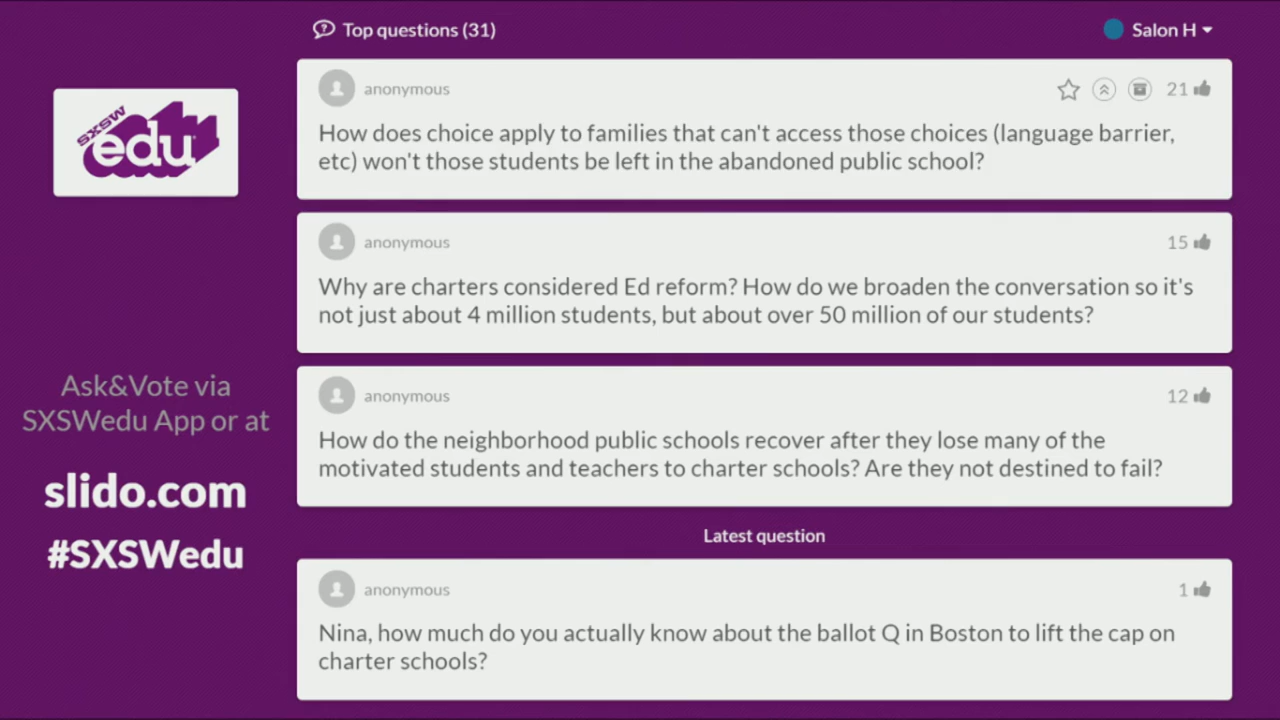 Top questions (31)
Salon H
SXSW
edu
anonymous
21
How does choice apply to families that can't access those choices (language barrier,
etc) won't those students be left in the abandoned public school?
anonymous
15
Why are charters considered Ed reform? How do we broaden the conversation so it's
not just about 4 million students, but about over 50 million of our students?
anonymous
12
How do the neighborhood public schools recover after they lose many of the
motivated students and teachers to charter schools? Are they not destined to fail?
Ask&Vote via
SXSWedu App or at
slido.com
#SXSWedu
Latest question
anonymous
1
Nina, how much do you actually know about the ballot Q in Boston to lift the cap on
charter schools?